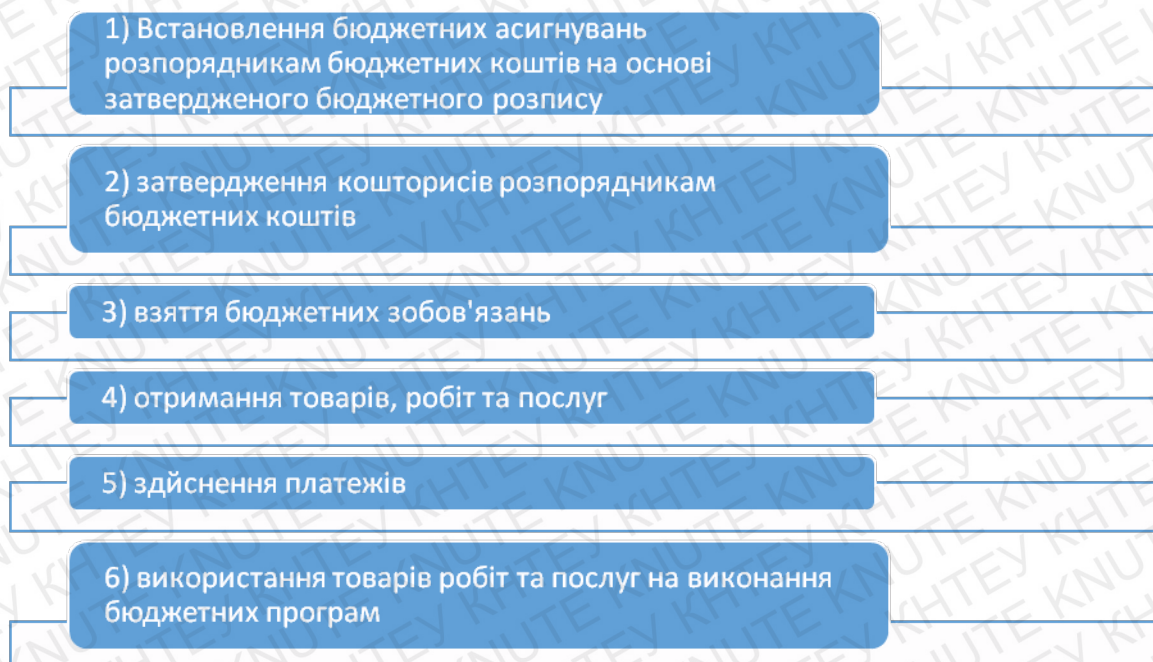 1) Встановлення бюджетних асигнувань
розпорядникам бюджетних коштів на основі
затвердженого бюджетного розпису
2) затвердження кошторисів розпорядникам
бюджетних коштів
3) взяття бюджетних зобов'язань
4) отримання товарів, робіт та послуг
5) здйснення платежів
6) використання товарів робіт та послуг на виконання
бюджетних програм